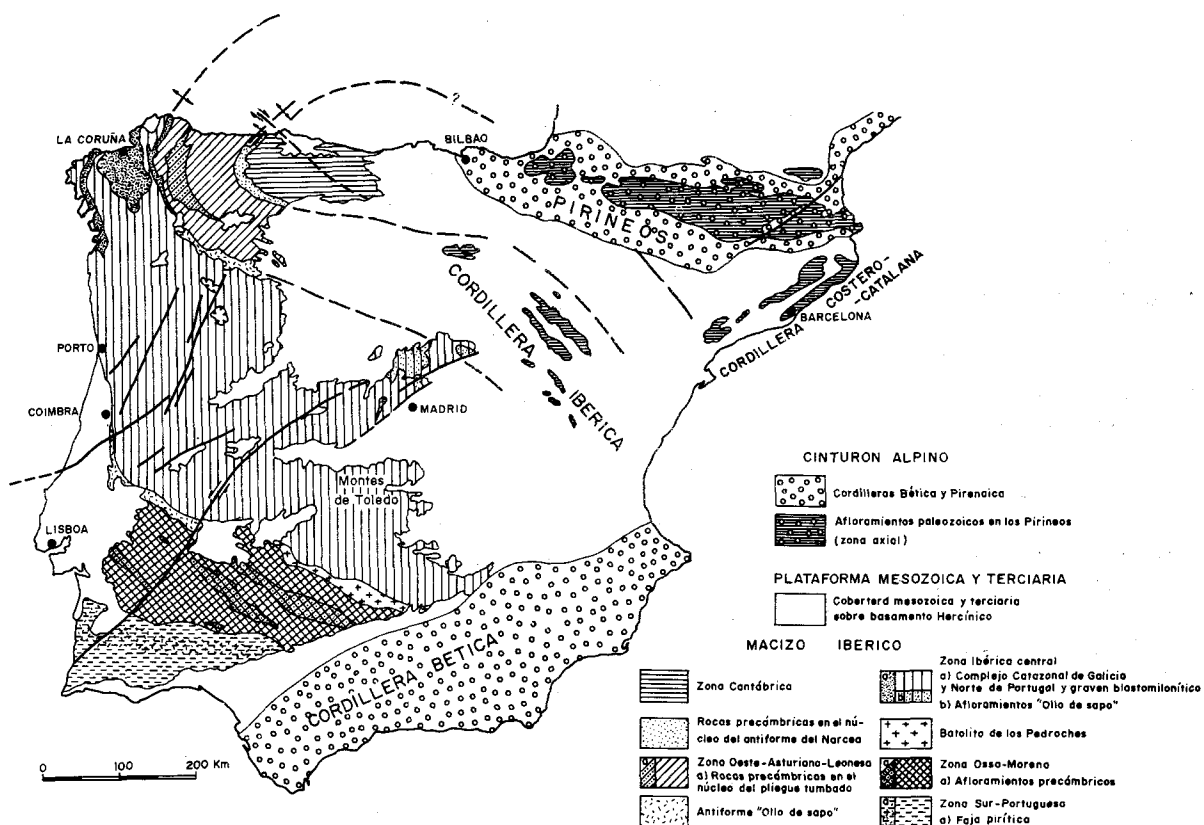 LA CORUÑA
BILBAO
?
PIRINEOS
CORDILLERA
IBERICA
COSTERO-
-CATALANA
BARCELONA
CORDILLERA
PORTO
COIMBRA
MADRID
Montes
de Toledo
LISBOA
CORDILLERA BETICA
0 100 200 Km
CINTURON ALPINO
Cordilleras Bética y Pirenaica
Afloramientos paleozoicos en los Pirineos
(zona axial)
PLATAFORMA MESOZOICA Y TERCIARIA
Coberterd mesozoica y terciaria
sobre basamento Hercínico
MACIZO IBERICO
Zona Cantábrica
Rocas precámbricas en el nú-
cleo del antiforme del Narcea
Zona Oeste-Asturiano-Leonesa
a) Rocas precámbricas en el
núcleo del pliegue tumbado
Antiforme "Ollo de sapo"
Zona Ibérica central
a) Complejo Catazonal de Galicia
y Norte de Portugal y graven blastomilonítico
b) Afloramientos "Ollo de sapo"
Batolito de los Pedroches
Zona Ossa-Morena
a) Afloramientos precámbricos
Zona Sur-Portuguesa
a) Faja pirítica